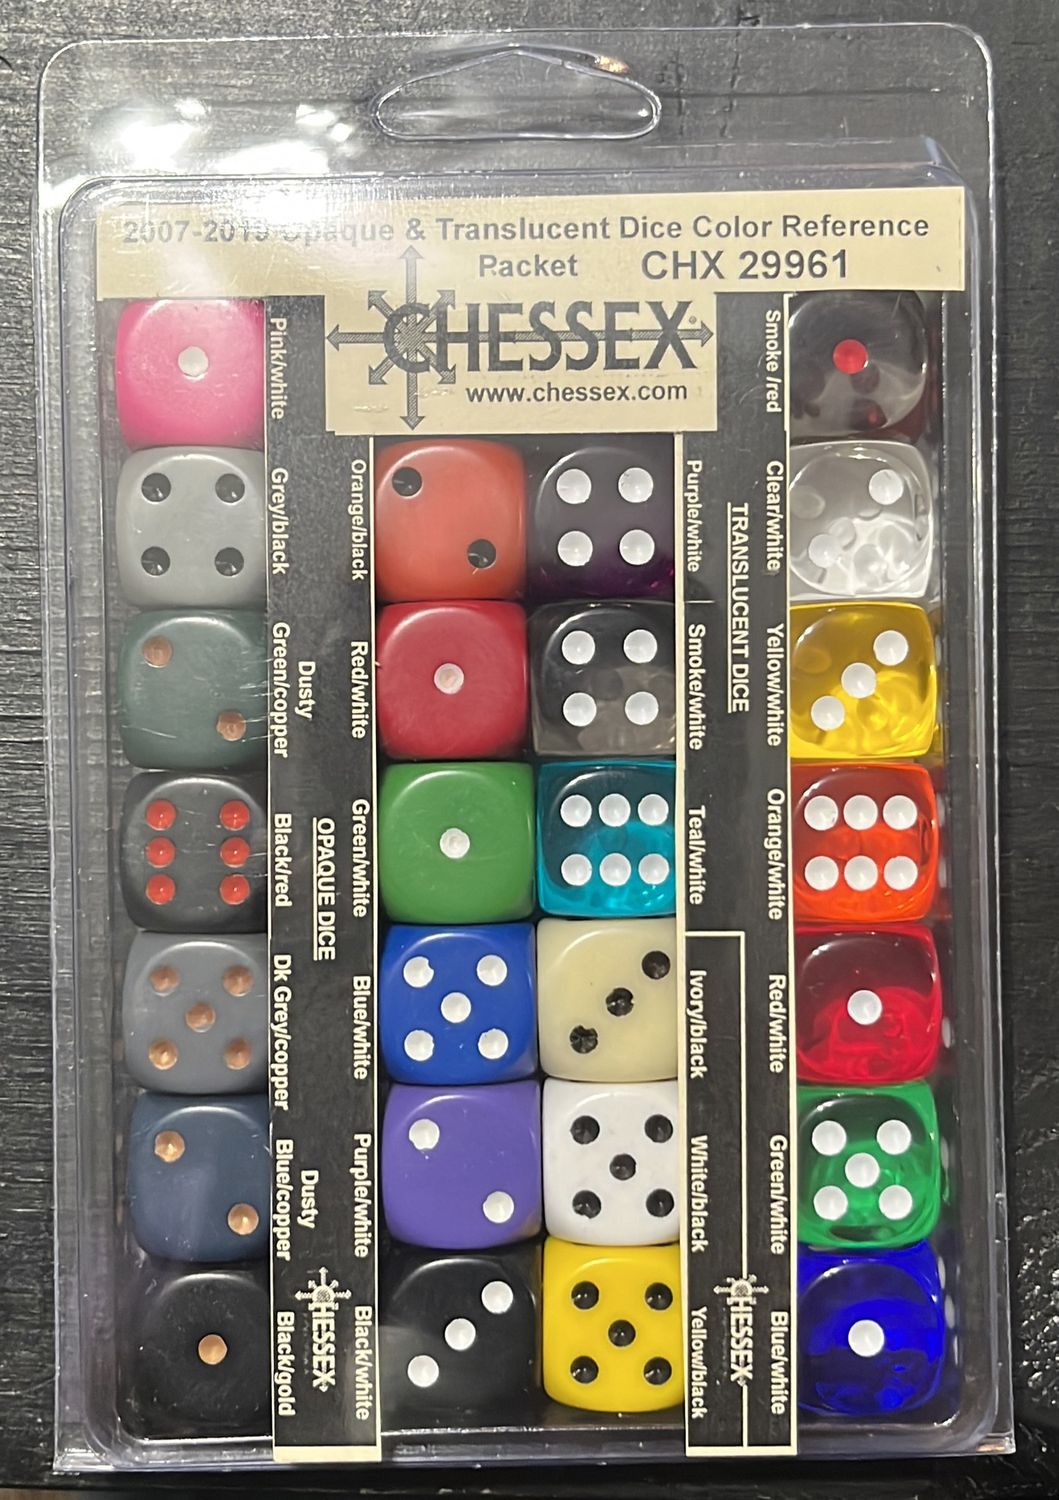 2007-2013 Opaque & Translucent Dice Color Reference
Packet CHX 29961
CHESSEX
www.chessex.com
Pink/white
Grey/black
Dusty
Green/copper
Black/red
Dk Grey/copper
Dusty
Blue/copper
Black/gold
OPAQUE DICE
CHESSEX
Orange/black
Red/white
Green/white
Blue/white
Purple/white
Black/white
Purple/white
Smoke/white
Teal/white
Ivory/black
White/black
Yellow/black
TRANSLUCENT DICE
CHESSEX
Smoke /red
Clear/white
Yellow/white
Orange/white
Red/white
Green/white
Blue/white